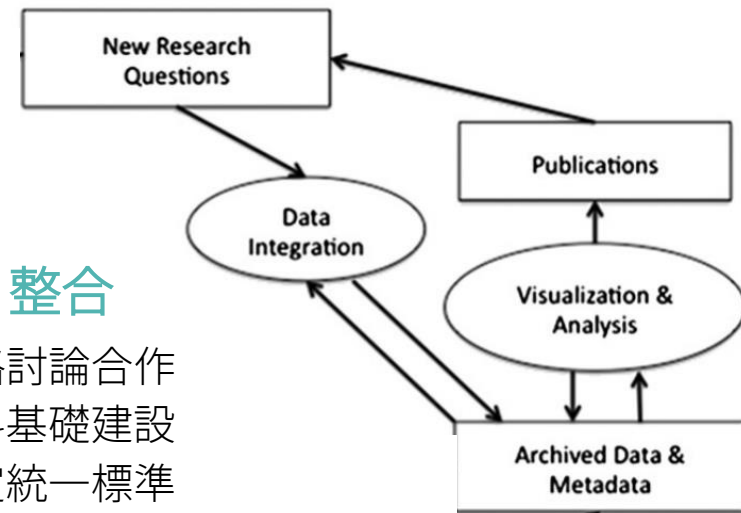 New Research
Questions
Publications
Data
Integration
Visualization &
Analysis
整合
討論合作
基礎建設
統一標準
Archived Data &
Metadata